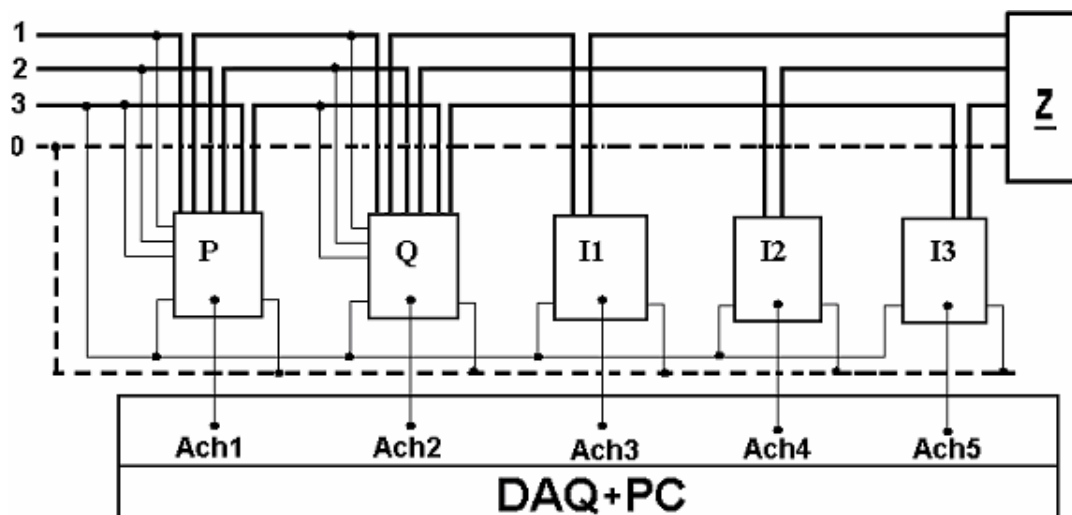 1
2
3
0
Z
P Q I1 I2 I3
Ach1 Ach2 Ach3 Ach4 Ach5
DAQ+PC